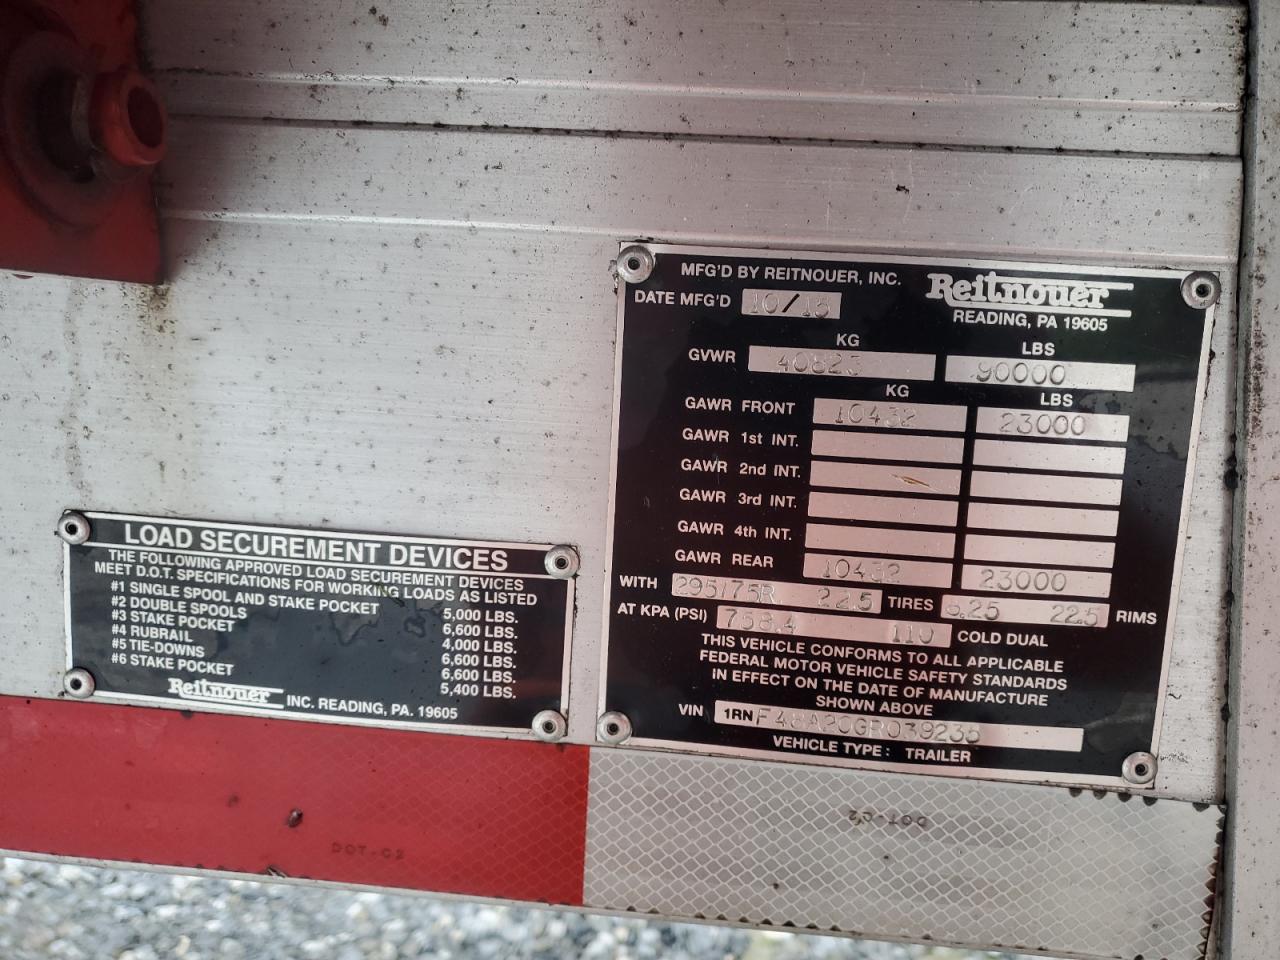 MFG'D BY REITNOUER, INC. Reitnouer
DATE MFG'D 10/15 READING, PA 19605
KG LBS
GVWR 40823 90000
KG LBS
GAWR FRONT 10432 23000
GAWR 1st INT.
GAWR 2nd INT.
GAWR 3rd INT.
GAWR 4th INT.
GAWR REAR 10432 23000
WITH 295/75R 22.5 TIRES 8.25 22.5 RIMS
AT KPA (PSI) 758.4 110 COLD DUAL
THIS VEHICLE CONFORMS TO ALL APPLICABLE
FEDERAL MOTOR VEHICLE SAFETY STANDARDS
IN EFFECT ON THE DATE OF MANUFACTURE
SHOWN ABOVE
VIN 1RNF48A20GR039235
VEHICLE TYPE: TRAILER
LOAD SECUREMENT DEVICES
THE FOLLOWING APPROVED LOAD SECUREMENT DEVICES
MEET D.O.T. SPECIFICATIONS FOR WORKING LOADS AS LISTED
#1 SINGLE SPOOL AND STAKE POCKET 5,000 LBS.
#2 DOUBLE SPOOLS 6,600 LBS.
#3 STAKE POCKET 4,000 LBS.
#4 RUBRAIL 6,600 LBS.
#5 TIE-DOWNS 6,600 LBS.
#6 STAKE POCKET 5,400 LBS.
Reitnouer INC. READING, PA. 19605
DOT-C2
DOT-C2